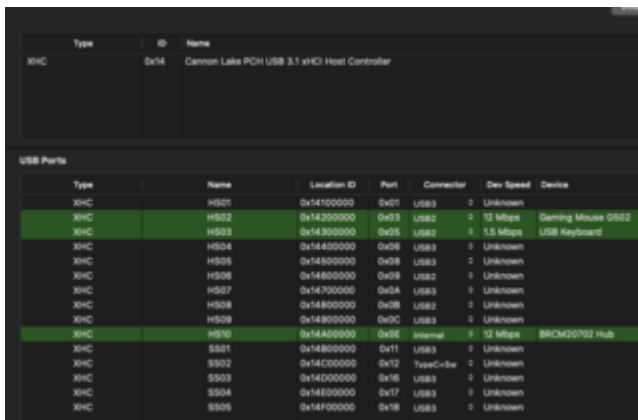 Type ID Name
XHC 0x14 Cannon Lake PCH USB 3.1 xHCI Host Controller
USB Ports
Type Name Location ID Port Connector Dev Speed Device
XHC HS01 0x14100000 0x01 USB3 Unknown
XHC HS02 0x14200000 0x03 USB2 12 Mbps Gaming Mouse G502
XHC HS03 0x14300000 0x05 USB2 1.5 Mbps USB Keyboard
XHC HS04 0x14400000 0x06 USB3 Unknown
XHC HS05 0x14500000 0x08 USB3 Unknown
XHC HS06 0x14600000 0x09 USB2 Unknown
XHC HS07 0x14700000 0x0A USB3 Unknown
XHC HS08 0x14800000 0x0B USB2 Unknown
XHC HS09 0x14900000 0x0C USB3 Unknown
XHC HS10 0x14A00000 0x0E Internal 12 Mbps BRCM20702 Hub
XHC SS01 0x14B00000 0x11 USB3 Unknown
XHC SS02 0x14C00000 0x12 TypeC+Sw Unknown
XHC SS03 0x14D00000 0x16 USB3 Unknown
XHC SS04 0x14E00000 0x17 USB3 Unknown
XHC SS05 0x14F00000 0x18 USB3 Unknown